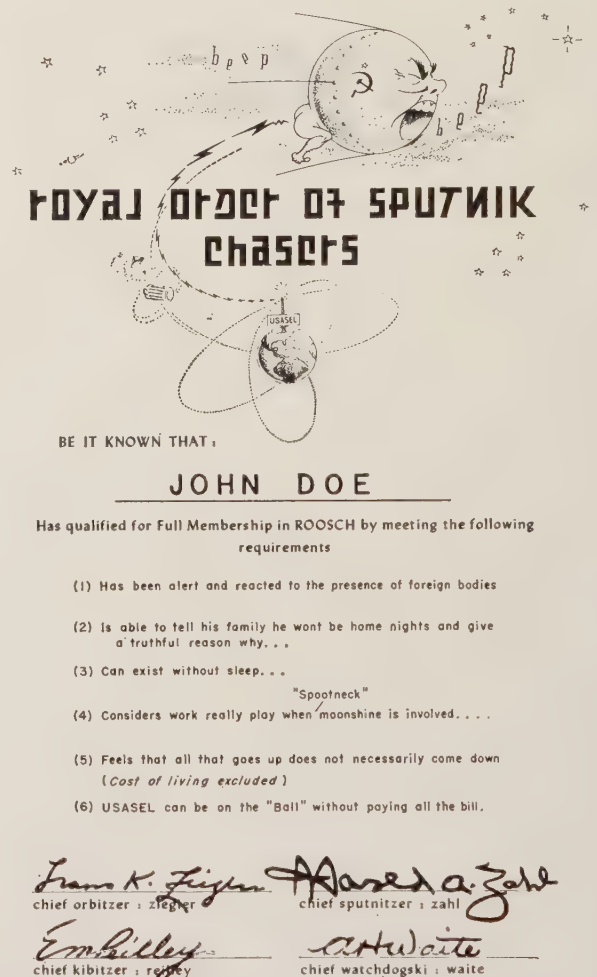 beep
beep
royal order of SPUTNIK
chasers
USASEL
BE IT KNOWN THAT :
JOHN DOE
Has qualified for Full Membership in ROOSCH by meeting the following
requirements
(1) Has been alert and reacted to the presence of foreign bodies
(2) Is able to tell his family he wont be home nights and give
a truthful reason why...
(3) Can exist without sleep...
"Spootneck"
(4) Considers work really play when moonshine is involved....
(5) Feels that all that goes up does not necessarily come down
(Cost of living excluded)
(6) USASEL can be on the "Ball" without paying all the bill.
Hans K. Ziegler Harold A. Zahl
chief orbitzer : ziegler chief sputnitzer : zahl
EmReilley AHWaite
chief kibitzer : reilley chief watchdogski : waite